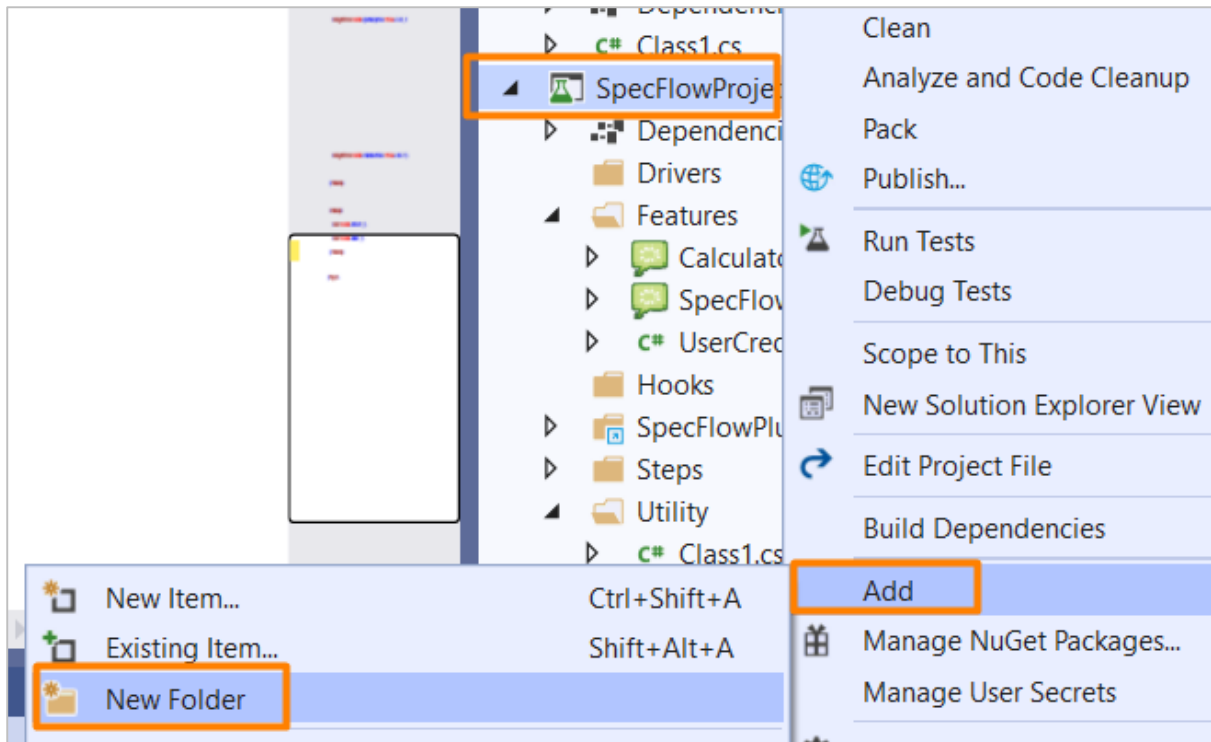 Class1.cs
SpecFlowProje
Dependenci
Drivers
Features
Calculato
SpecFlow
UserCred
Hooks
SpecFlowPlu
Steps
Utility
Class1.cs
Clean
Analyze and Code Cleanup
Pack
Publish...
Run Tests
Debug Tests
Scope to This
New Solution Explorer View
Edit Project File
Build Dependencies
Add
Manage NuGet Packages...
Manage User Secrets
New Item... Ctrl+Shift+A
Existing Item... Shift+Alt+A
New Folder